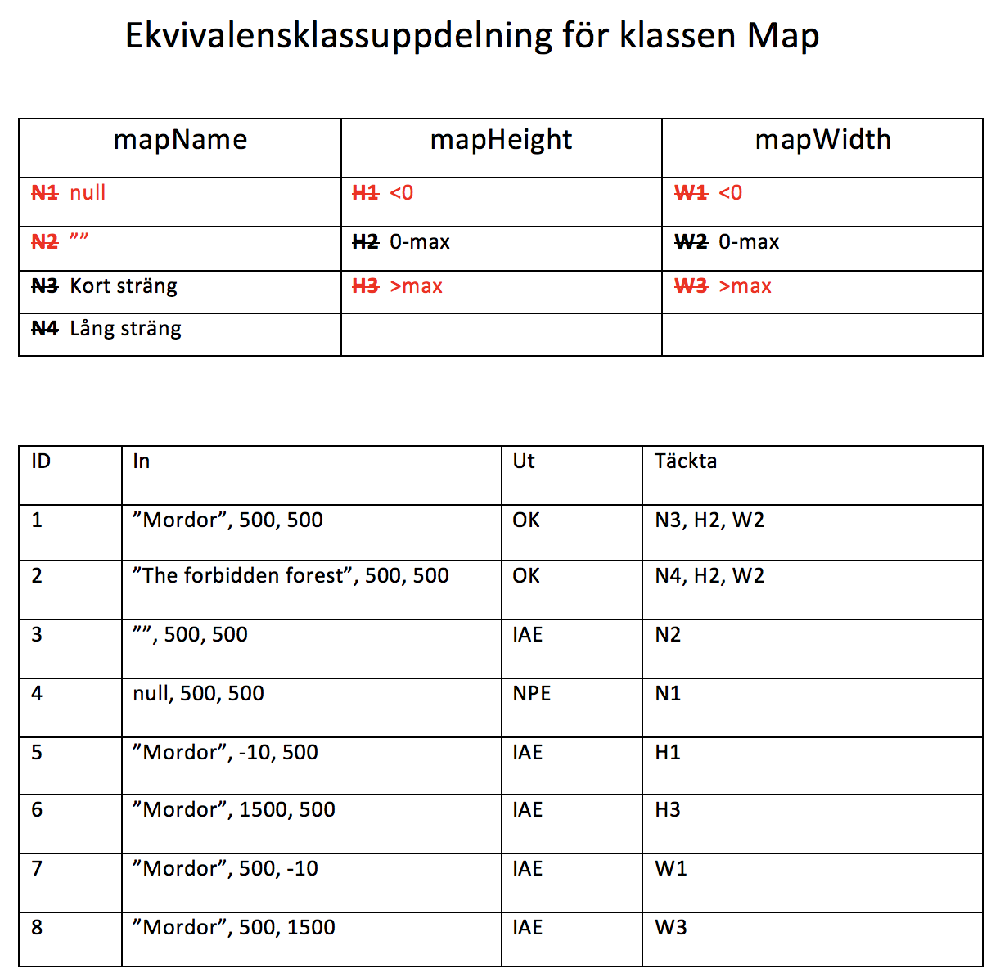 Ekvivalensklassuppdelning för klassen Map
mapName mapHeight mapWidth
N1 null H1 <0 W1 <0
N2 ”” H2 0-max W2 0-max
N3 Kort sträng H3 >max W3 >max
N4 Lång sträng
ID In Ut Täckta
1 ”Mordor”, 500, 500 OK N3, H2, W2
2 ”The forbidden forest”, 500, 500 OK N4, H2, W2
3 ””, 500, 500 IAE N2
4 null, 500, 500 NPE N1
5 ”Mordor”, -10, 500 IAE H1
6 ”Mordor”, 1500, 500 IAE H3
7 ”Mordor”, 500, -10 IAE W1
8 ”Mordor”, 500, 1500 IAE W3